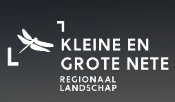 KLEINE EN
GROTE NETE
REGIONAAL
LANDSCHAP